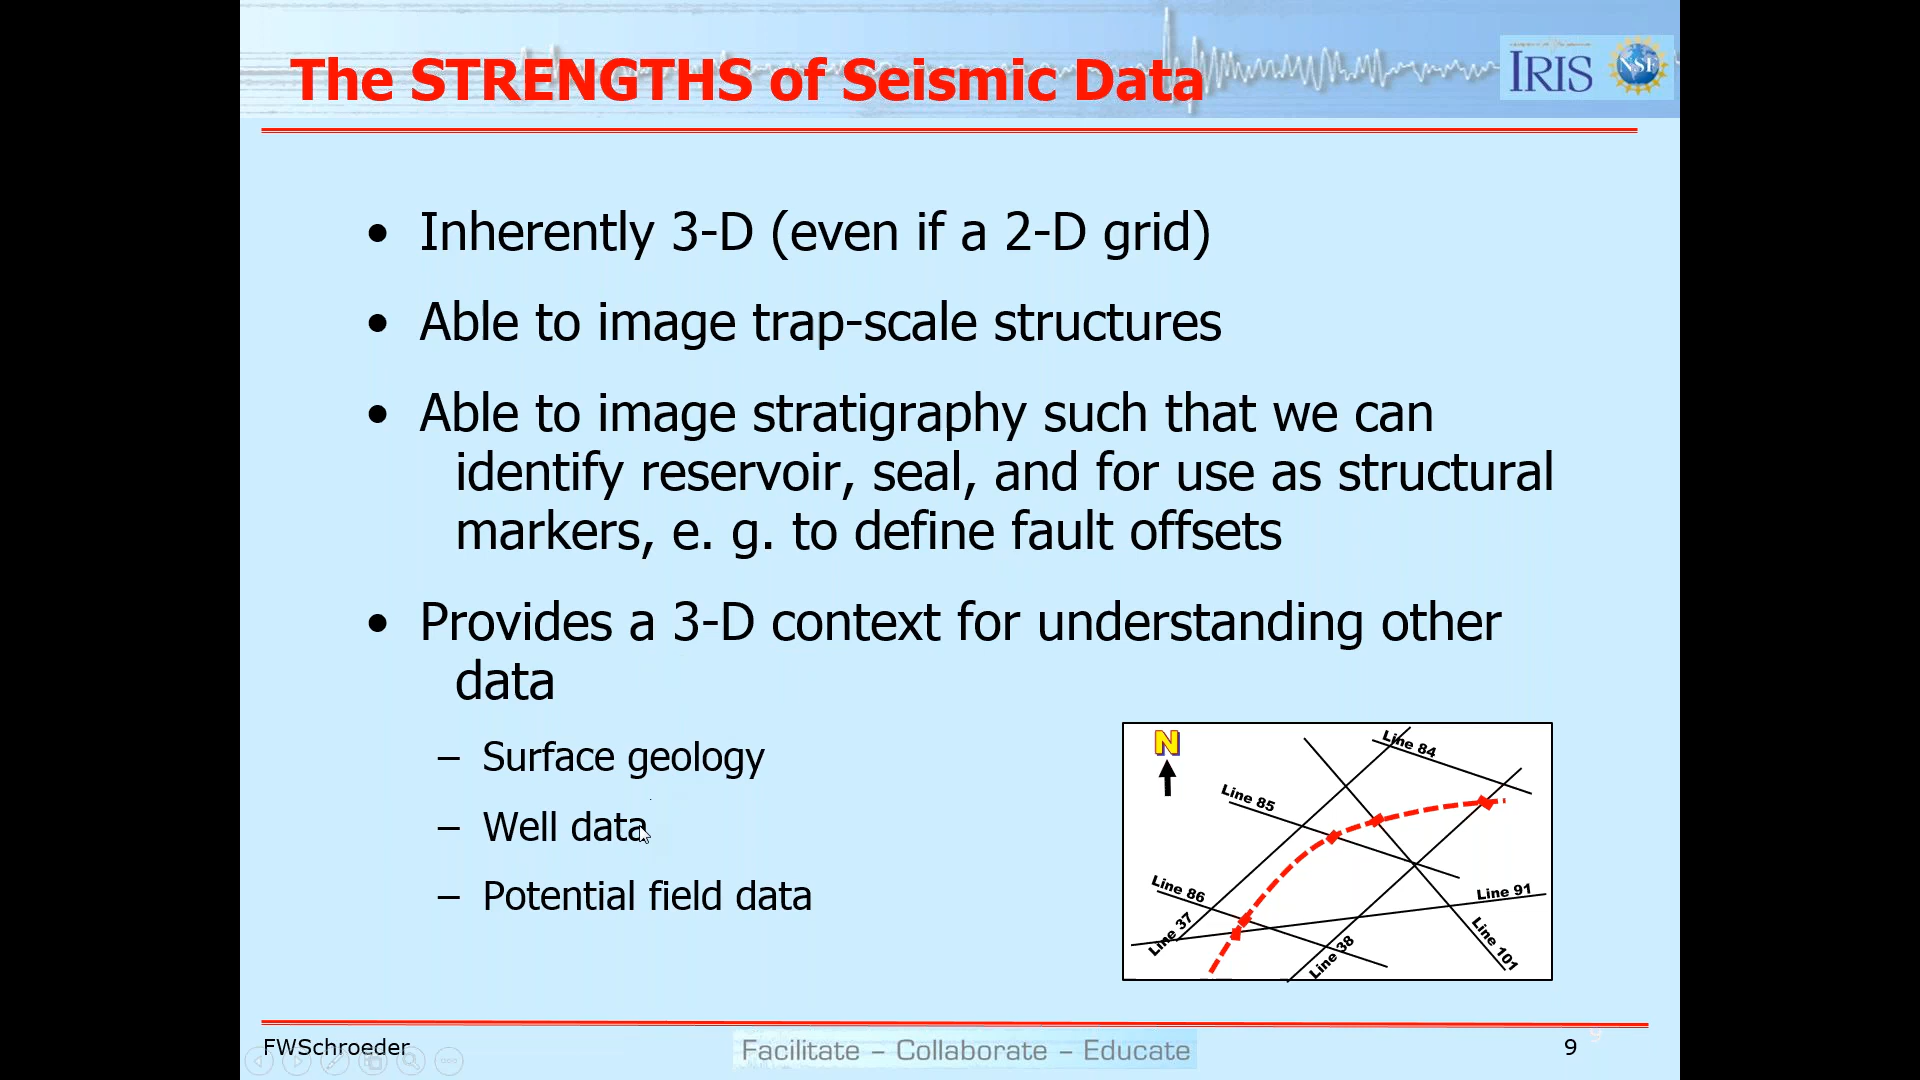 The STRENGTHS of Seismic Data
IRIS
NSF
• Inherently 3-D (even if a 2-D grid)
• Able to image trap-scale structures
• Able to image stratigraphy such that we can
identify reservoir, seal, and for use as structural
markers, e. g. to define fault offsets
• Provides a 3-D context for understanding other
data
– Surface geology
– Well data
– Potential field data
N
Line 84
Line 85
Line 86
Line 37
Line 91
Line 38
Line 101
FWSchroeder
Facilitate – Collaborate – Educate
9
9